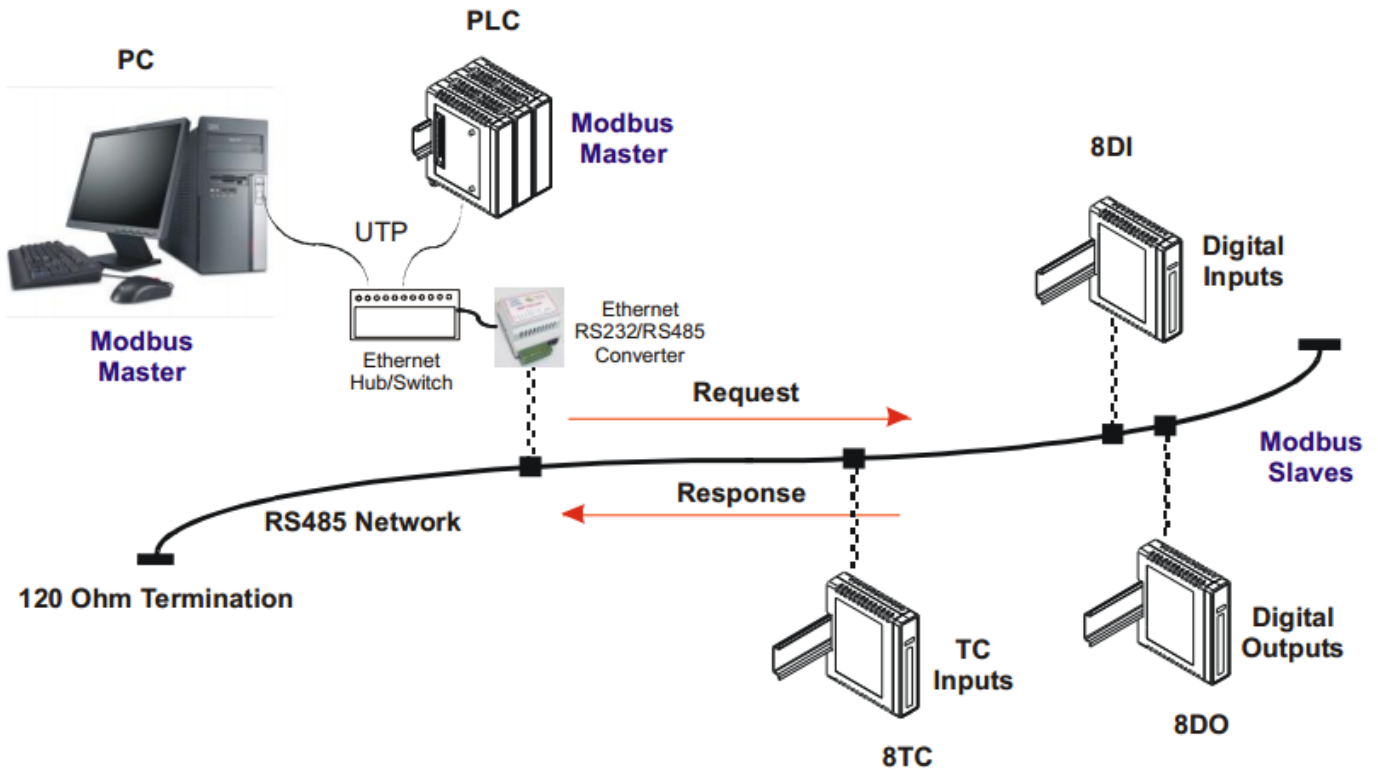 PLC
PC
Modbus
Master
8DI
UTP
Digital
Inputs
Ethernet
RS232/RS485
Converter
Modbus
Master
Ethernet
Hub/Switch
Request
Modbus
Slaves
Response
RS485 Network
120 Ohm Termination
Digital
Outputs
TC
Inputs
8DO
8TC